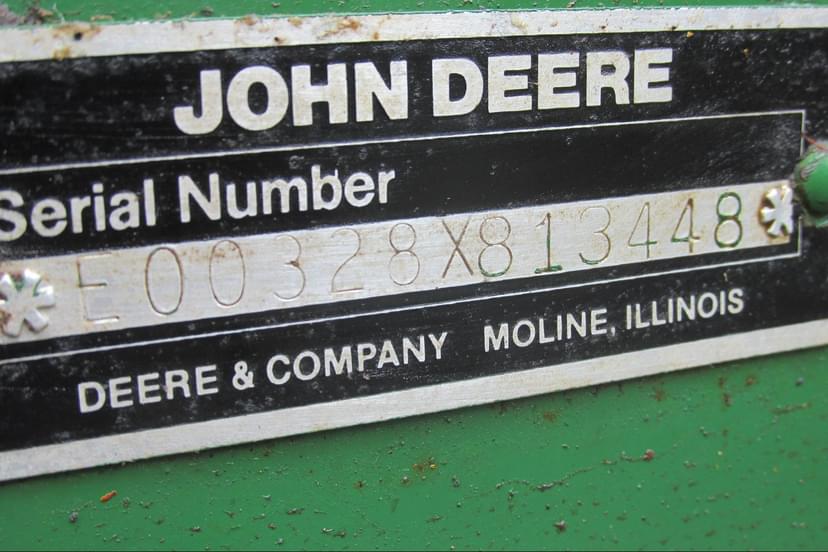 JOHN DEERE
Serial Number
*E00328X813448*
DEERE & COMPANY MOLINE, ILLINOIS